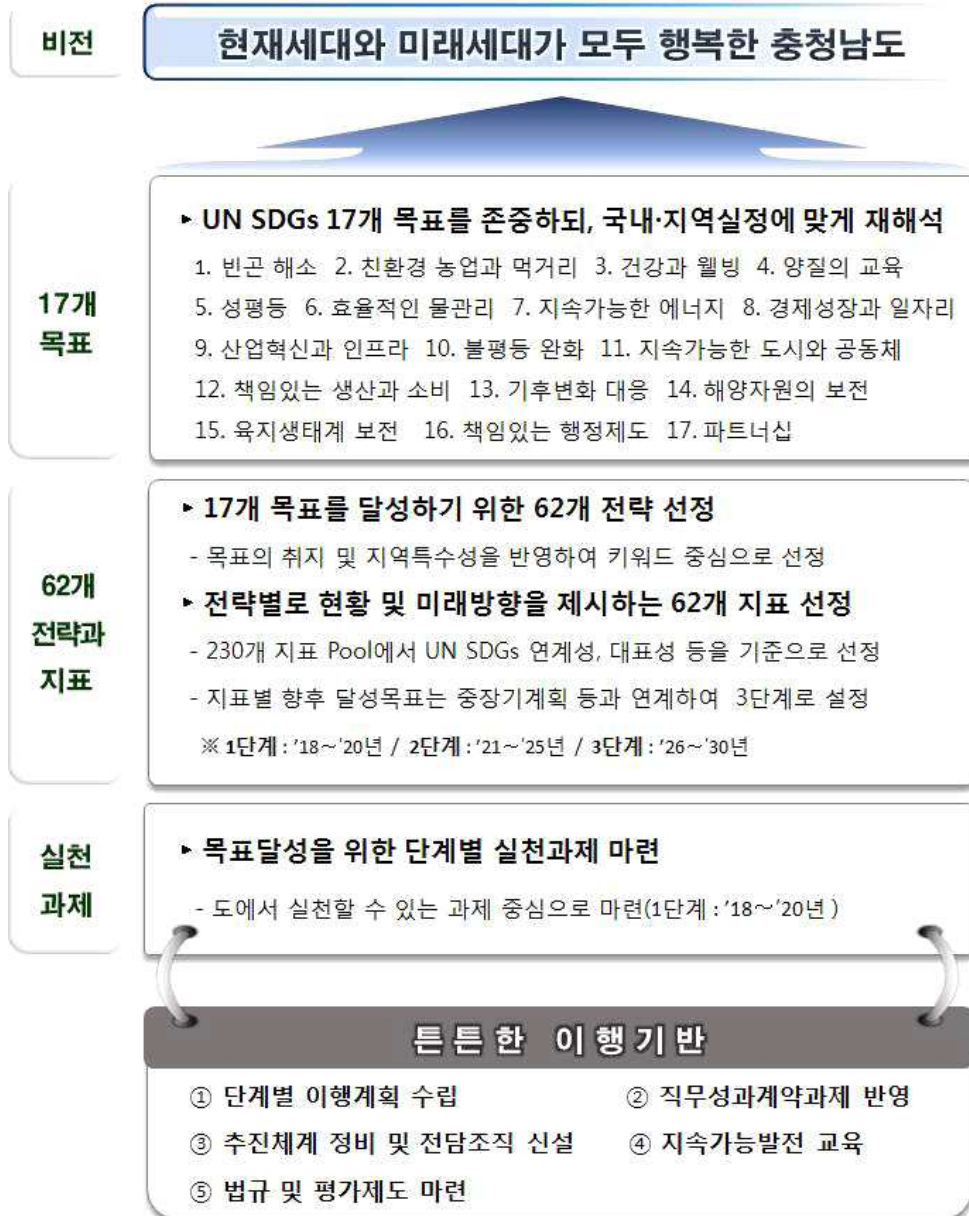 비전
현재세대와 미래세대가 모두 행복한 충청남도
17개
목표
▸ UN SDGs 17개 목표를 존중하되, 국내·지역실정에 맞게 재해석
1. 빈곤 해소 2. 친환경 농업과 먹거리 3. 건강과 웰빙 4. 양질의 교육
5. 성평등 6. 효율적인 물관리 7. 지속가능한 에너지 8. 경제성장과 일자리
9. 산업혁신과 인프라 10. 불평등 완화 11. 지속가능한 도시와 공동체
12. 책임있는 생산과 소비 13. 기후변화 대응 14. 해양자원의 보전
15. 육지생태계 보전 16. 책임있는 행정제도 17. 파트너십
62개
전략과
지표
▸ 17개 목표를 달성하기 위한 62개 전략 선정
- 목표의 취지 및 지역특수성을 반영하여 키워드 중심으로 선정
▸ 전략별로 현황 및 미래방향을 제시하는 62개 지표 선정
- 230개 지표 Pool에서 UN SDGs 연계성, 대표성 등을 기준으로 선정
- 지표별 향후 달성목표는 중장기계획 등과 연계하여 3단계로 설정
※ 1단계 : '18～'20년 / 2단계 : '21～'25년 / 3단계 : '26～'30년
실천
과제
▸ 목표달성을 위한 단계별 실천과제 마련
- 도에서 실천할 수 있는 과제 중심으로 마련(1단계 : '18～'20년 )
튼튼한 이행기반
① 단계별 이행계획 수립 ② 직무성과계약과제 반영
③ 추진체계 정비 및 전담조직 신설 ④ 지속가능발전 교육
⑤ 법규 및 평가제도 마련